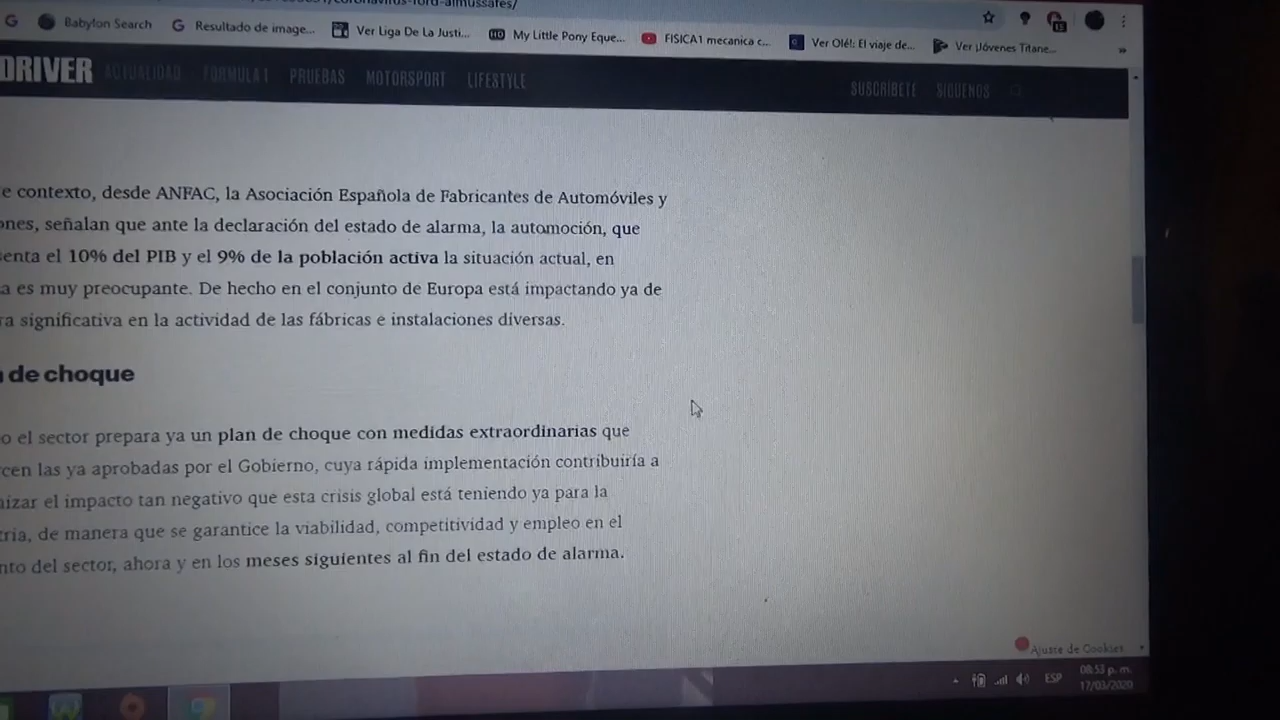 coronavirus-ford-almussafes/
Babylon Search Resultado de image... Ver Liga De La Justi... My Little Pony Eque... FISICA1 mecanica c... Ver Olé!: El viaje de... Ver ¡Jóvenes Titane... »
DRIVER ACTUALIDAD FÓRMULA 1 PRUEBAS MOTORSPORT LIFESTYLE SUSCRÍBETE SÍGUENOS
e contexto, desde ANFAC, la Asociación Española de Fabricantes de Automóviles y
ones, señalan que ante la declaración del estado de alarma, la automoción, que
enta el 10% del PIB y el 9% de la población activa la situación actual, en
a es muy preocupante. De hecho en el conjunto de Europa está impactando ya de
ra significativa en la actividad de las fábricas e instalaciones diversas.
de choque
o el sector prepara ya un plan de choque con medidas extraordinarias que
rcen las ya aprobadas por el Gobierno, cuya rápida implementación contribuiría a
nizar el impacto tan negativo que esta crisis global está teniendo ya para la
tria, de manera que se garantice la viabilidad, competitividad y empleo en el
nto del sector, ahora y en los meses siguientes al fin del estado de alarma.
Ajuste de Cookies
ESP
08:53 p. m.
17/03/2020